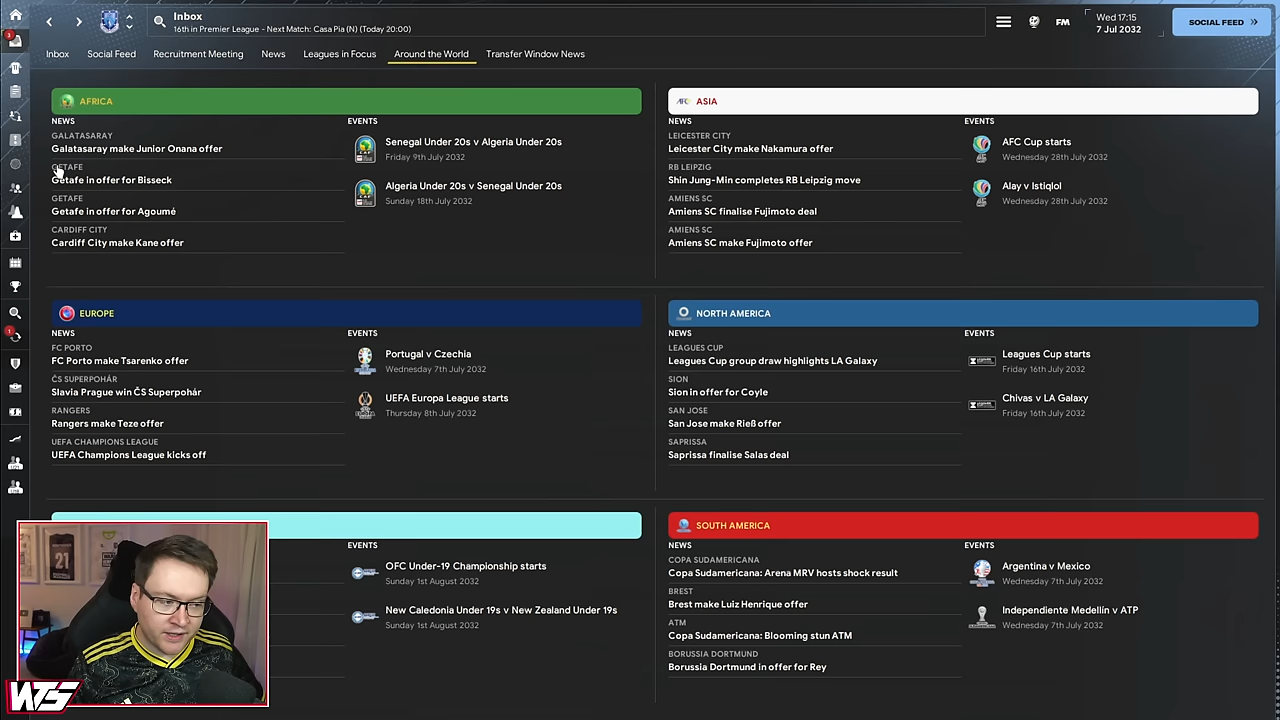 Inbox
16th in Premier League - Next Match: Casa Pia (N) (Today 20:00)
FM
Wed 17:15
7 Jul 2032
SOCIAL FEED
3
Inbox
Social Feed
Recruitment Meeting
News
Leagues in Focus
Around the World
Transfer Window News
AFRICA
NEWS
GALATASARAY
Galatasaray make Junior Onana offer
GETAFE
Getafe in offer for Bisseck
GETAFE
Getafe in offer for Agoumé
CARDIFF CITY
Cardiff City make Kane offer
EVENTS
Senegal Under 20s v Algeria Under 20s
Friday 9th July 2032
Algeria Under 20s v Senegal Under 20s
Sunday 18th July 2032
AFC
ASIA
NEWS
LEICESTER CITY
Leicester City make Nakamura offer
RB LEIPZIG
Shin Jung-Min completes RB Leipzig move
AMIENS SC
Amiens SC finalise Fujimoto deal
AMIENS SC
Amiens SC make Fujimoto offer
EVENTS
AFC Cup starts
Wednesday 28th July 2032
Alay v Istiqlol
Wednesday 28th July 2032
1
EUROPE
NEWS
FC PORTO
FC Porto make Tsarenko offer
ČS SUPERPOHÁR
Slavia Prague win ČS Superpohár
RANGERS
Rangers make Teze offer
UEFA CHAMPIONS LEAGUE
UEFA Champions League kicks off
EVENTS
Portugal v Czechia
Wednesday 7th July 2032
UEFA Europa League starts
Thursday 8th July 2032
NORTH AMERICA
NEWS
LEAGUES CUP
Leagues Cup group draw highlights LA Galaxy
SION
Sion in offer for Coyle
SAN JOSE
San Jose make Rieß offer
SAPRISSA
Saprissa finalise Salas deal
EVENTS
Leagues Cup starts
Friday 16th July 2032
Chivas v LA Galaxy
Friday 16th July 2032
EVENTS
OFC Under-19 Championship starts
Sunday 1st August 2032
New Caledonia Under 19s v New Zealand Under 19s
Sunday 1st August 2032
SOUTH AMERICA
NEWS
COPA SUDAMERICANA
Copa Sudamericana: Arena MRV hosts shock result
BREST
Brest make Luiz Henrique offer
ATM
Copa Sudamericana: Blooming stun ATM
BORUSSIA DORTMUND
Borussia Dortmund in offer for Rey
EVENTS
Argentina v Mexico
Wednesday 7th July 2032
Independiente Medellín v ATP
Wednesday 7th July 2032
21
WTS